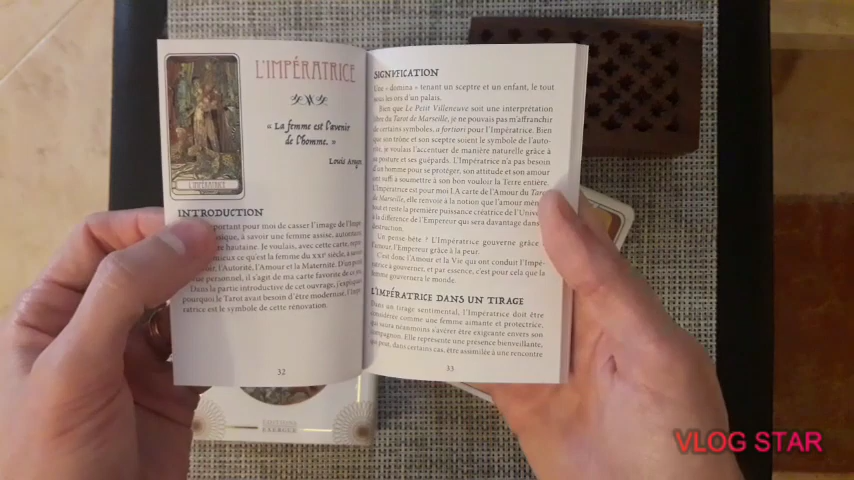 L'IMPÉRATRICE
« La femme est l'avenir
de l'homme. »
Louis Aragon
INTRODUCTION
portant pour moi de casser l'image de l'Impé
à savoir une femme assise, autoritaire
hautaine. Je voulais, avec cette carte, repré
mieux ce qu'est la femme du XXIe siècle, à savoir
l'Autorité, l'Amour et la Maternité. D'un point
personnel, il s'agit de ma carte favorite de ce jeu.
Dans la partie introductive de cet ouvrage, j'explique
pourquoi le Tarot avait besoin d'être modernisé, l'Impé
ratrice est le symbole de cette rénovation.
32
SIGNIFICATION
Une « domina » tenant un sceptre et un enfant, le tout
sous les ors d'un palais.
Bien que Le Petit Villeneuve soit une interprétation
libre du Tarot de Marseille, je ne pouvais pas m'affranchir
de certains symboles, a fortiori pour l'Impératrice. Bien
que son trône et son sceptre soient le symbole de l'auto-
rité, je voulais l'accentuer de manière naturelle grâce à
sa posture et ses guépards. L'Impératrice n'a pas besoin
d'un homme pour se protéger, son attitude et son amour
ont suffi à soumettre à son bon vouloir la Terre entière.
L'Impératrice est pour moi LA carte de l'Amour du Tarot
de Marseille, elle renvoie à la notion que l'amour mène
tout et reste la première puissance créatrice de l'Univers
à la différence de l'Empereur qui sera davantage dans
destruction.
Un pense-bête ? L'Impératrice gouverne grâce
l'amour, l'Empereur grâce à la peur.
C'est donc l'Amour et la Vie qui ont conduit l'Impé-
ratrice à gouverner, et par essence, c'est pour cela que la
femme gouvernera le monde.
L'IMPÉRATRICE DANS UN TIRAGE
Dans un tirage sentimental, l'Impératrice doit être
considérée comme une femme aimante et protectrice,
qui saura néanmoins s'avérer être exigeante envers son
compagnon. Elle représente une présence bienveillante,
qui peut, dans certains cas, être assimilée à une rencontre
33
VLOG STAR